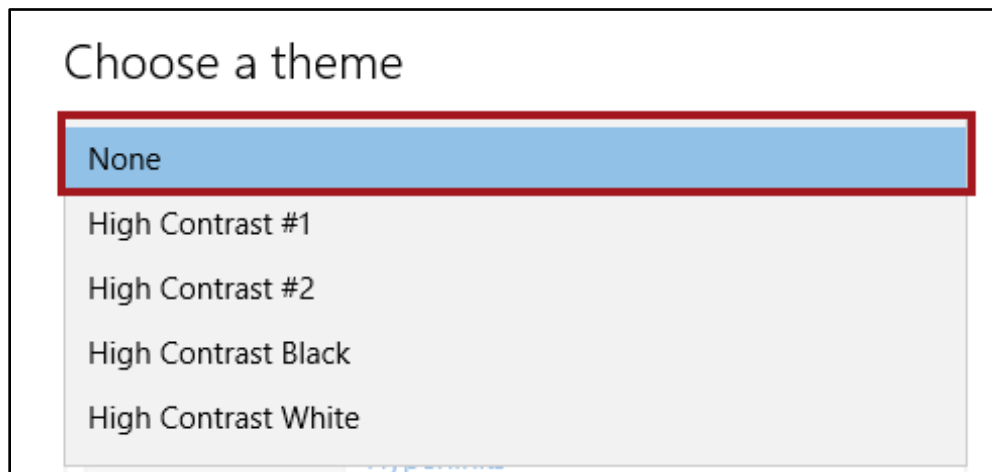 Choose a theme
None
High Contrast #1
High Contrast #2
High Contrast Black
High Contrast White